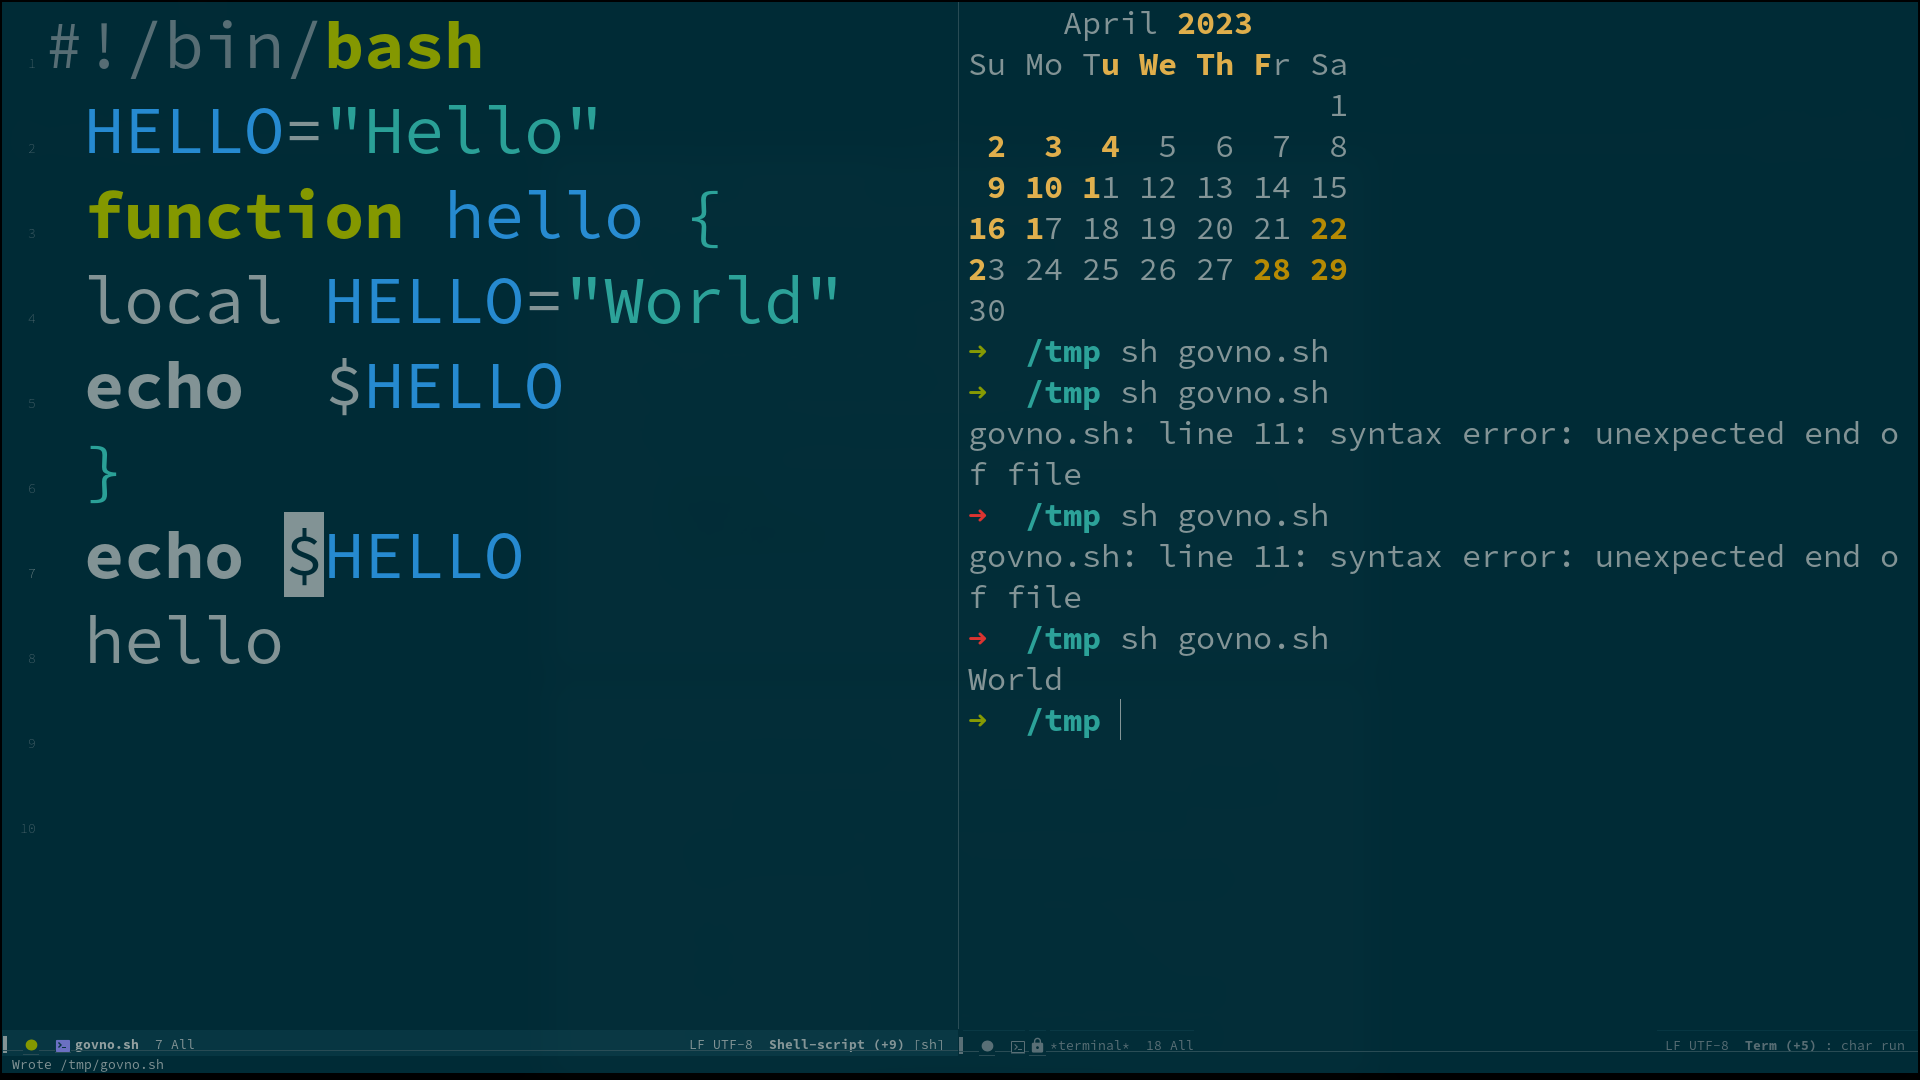 1 #!/bin/bash
2 HELLO="Hello"
3 function hello {
4 local HELLO="World"
5 echo  $HELLO
6 }
7 echo $HELLO
8 hello
9
10
govno.sh 7 All LF UTF-8 Shell-script (+9) [sh]
Wrote /tmp/govno.sh
April 2023
Su Mo Tu We Th Fr Sa
1
2 3 4 5 6 7 8
9 10 11 12 13 14 15
16 17 18 19 20 21 22
23 24 25 26 27 28 29
30
➜ /tmp sh govno.sh
➜ /tmp sh govno.sh
govno.sh: line 11: syntax error: unexpected end o
f file
➜ /tmp sh govno.sh
govno.sh: line 11: syntax error: unexpected end o
f file
➜ /tmp sh govno.sh
World
➜ /tmp
*terminal* 18 All LF UTF-8 Term (+5) : char run